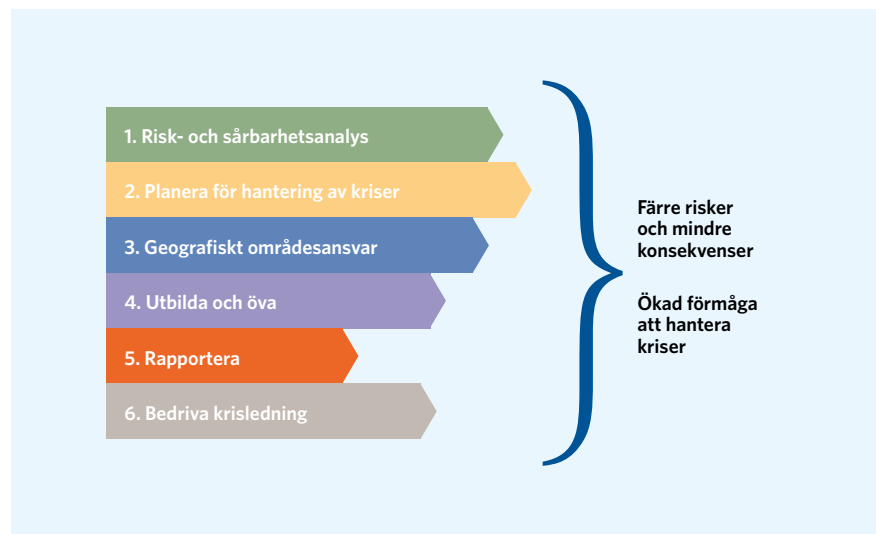 1. Risk- och sårbarhetsanalys
2. Planera för hantering av kriser
3. Geografiskt områdesansvar
4. Utbilda och öva
5. Rapportera
6. Bedriva krisledning
Färre risker
och mindre
konsekvenser
Ökad förmåga
att hantera
kriser